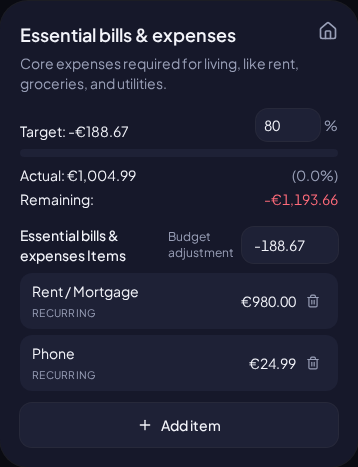 Essential bills & expenses
Core expenses required for living, like rent,
groceries, and utilities.
Target: -€188.67
80 %
Actual: €1,004.99
(0.0%)
Remaining:
-€1,193.66
Essential bills &
expenses Items
Budget
adjustment
-188.67
Rent / Mortgage
RECURRING
€980.00
Phone
RECURRING
€24.99
+ Add item